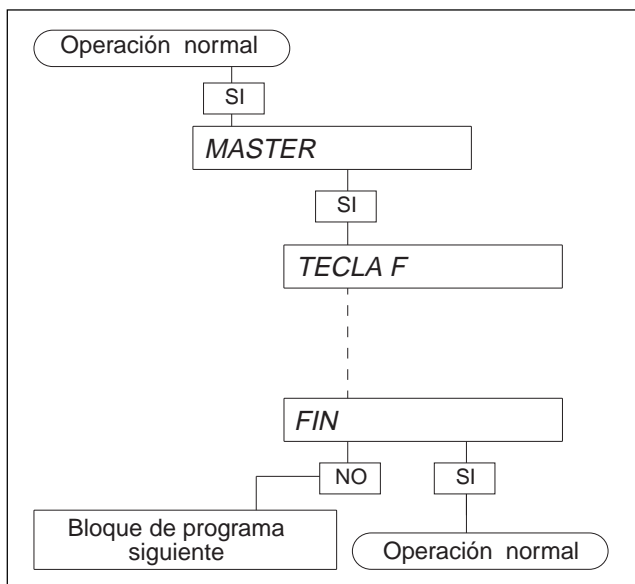 Operación normal
SI
MASTER
SI
TECLA F
FIN
NO
SI
Bloque de programa
siguiente
Operación normal